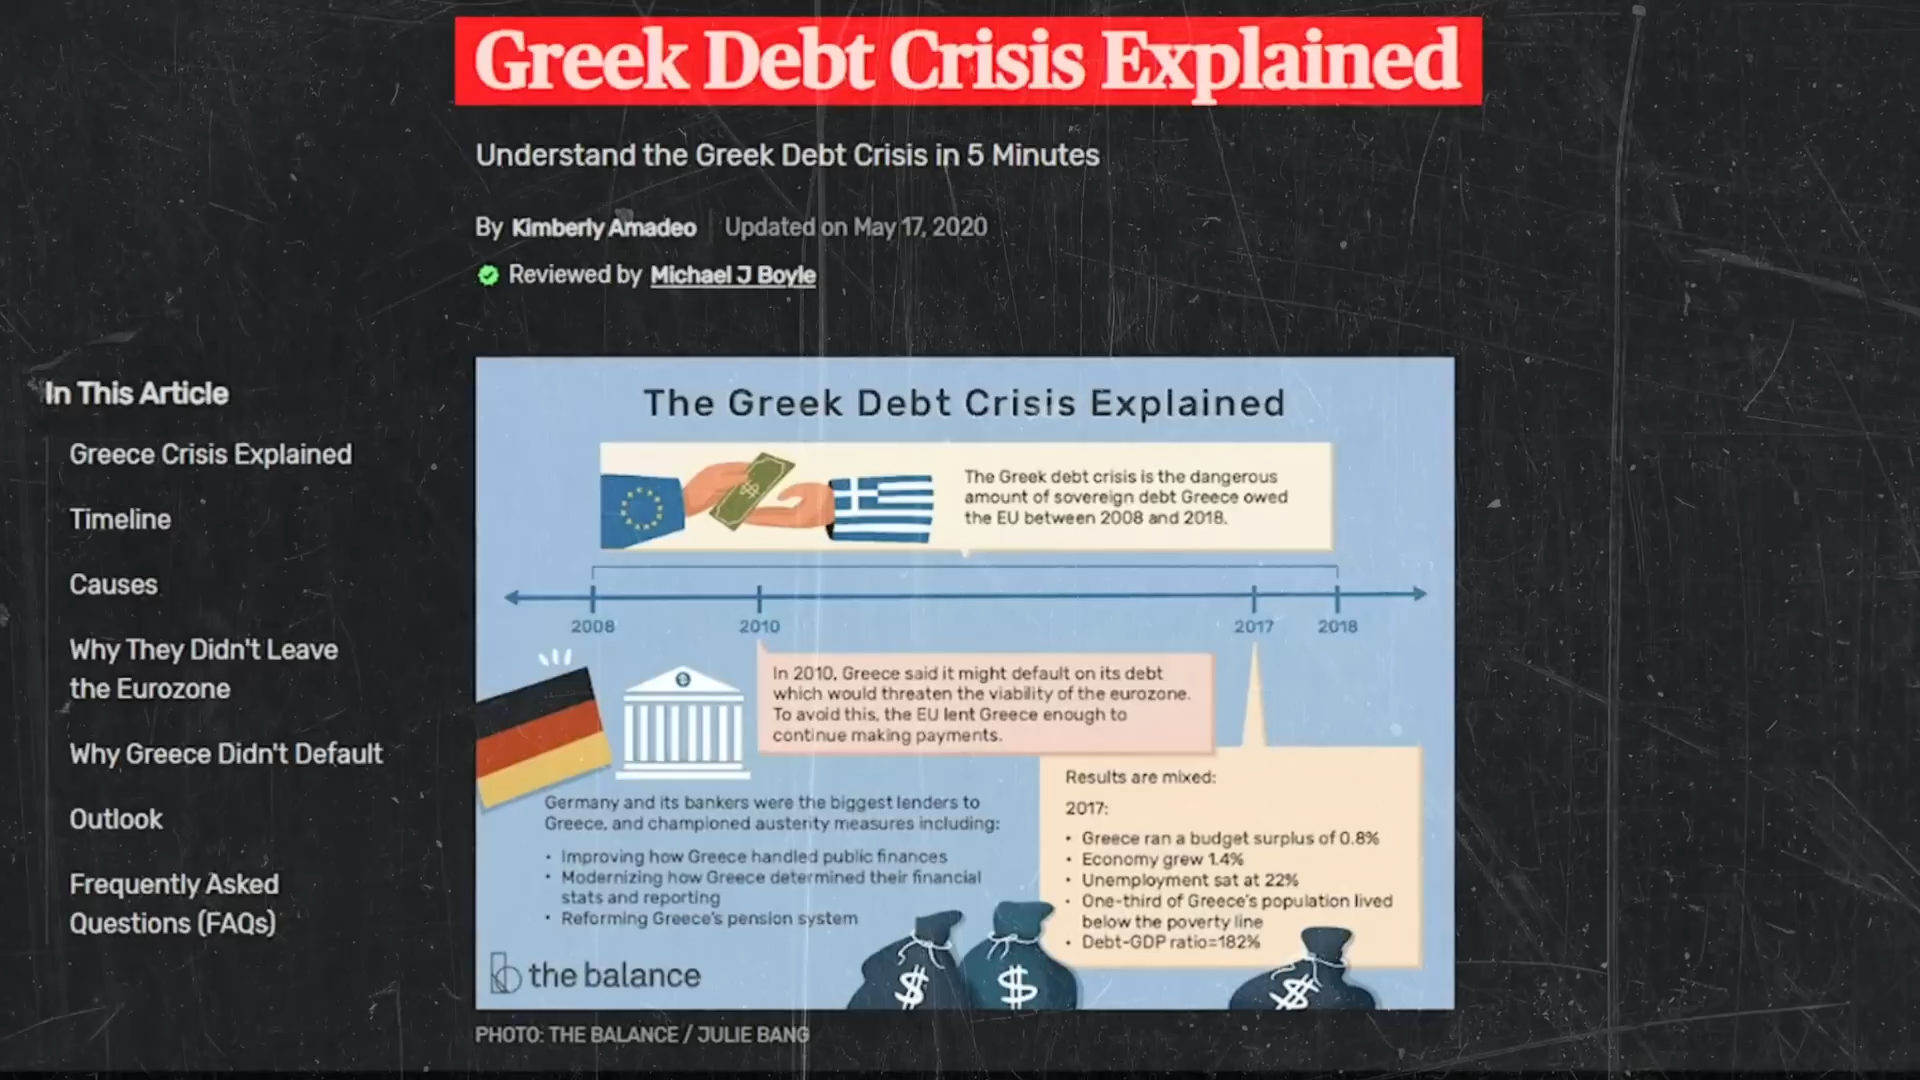 Greek Debt Crisis Explained
Understand the Greek Debt Crisis in 5 Minutes
By Kimberly Amadeo Updated on May 17, 2020
Reviewed by Michael J Boyle
In This Article
Greece Crisis Explained
Timeline
Causes
Why They Didn't Leave
the Eurozone
Why Greece Didn't Default
Outlook
Frequently Asked
Questions (FAQs)
The Greek Debt Crisis Explained
The Greek debt crisis is the dangerous
amount of sovereign debt Greece owed
the EU between 2008 and 2018.
2008 2010 2017 2018
In 2010, Greece said it might default on its debt
which would threaten the viability of the eurozone.
To avoid this, the EU lent Greece enough to
continue making payments.
Germany and its bankers were the biggest lenders to
Greece, and championed austerity measures including:
• Improving how Greece handled public finances
• Modernizing how Greece determined their financial
stats and reporting
• Reforming Greece's pension system
Results are mixed:
2017:
• Greece ran a budget surplus of 0.8%
• Economy grew 1.4%
• Unemployment sat at 22%
• One-third of Greece's population lived
below the poverty line
• Debt-GDP ratio=182%
$ $ $
the balance
PHOTO: THE BALANCE / JULIE BANG